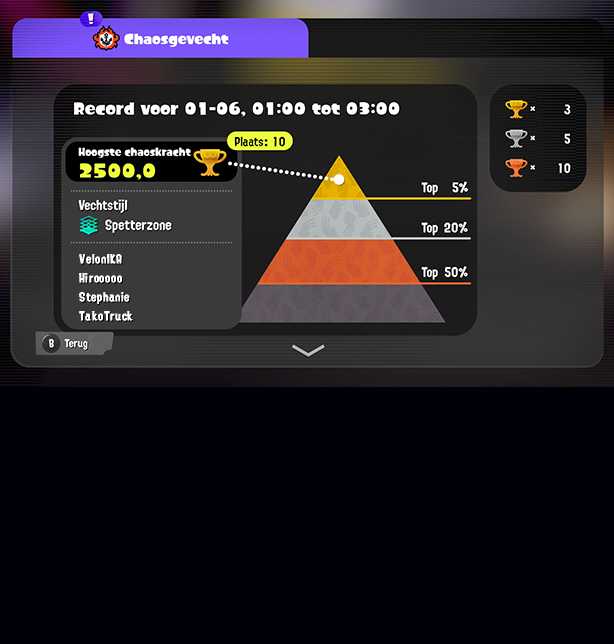 !
Chaosgevecht
Record voor 01-06, 01:00 tot 03:00
Plaats: 10
Hoogste chaoskracht
2500,0
Vechtstijl
Spetterzone
VelonIKA
Hirooooo
Stephanie
TakoTruck
Top 5%
Top 20%
Top 50%
× 3
× 5
× 10
B Terug